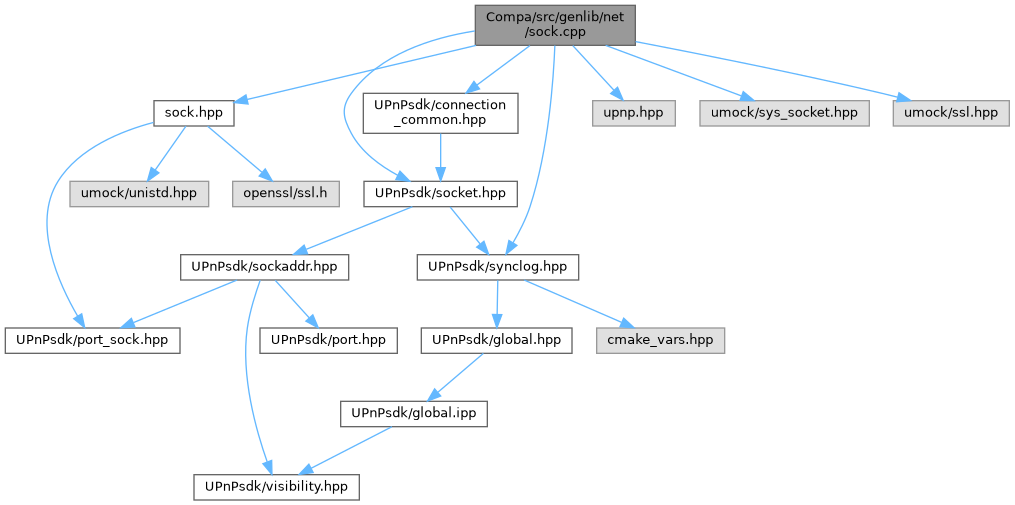 Compa/src/genlib/net
/sock.cpp
sock.hpp
UPnPsdk/connection
_common.hpp
upnp.hpp
umock/sys_socket.hpp
umock/ssl.hpp
umock/unistd.hpp
openssl/ssl.h
UPnPsdk/socket.hpp
UPnPsdk/sockaddr.hpp
UPnPsdk/synclog.hpp
UPnPsdk/port_sock.hpp
UPnPsdk/port.hpp
UPnPsdk/global.hpp
cmake_vars.hpp
UPnPsdk/global.ipp
UPnPsdk/visibility.hpp